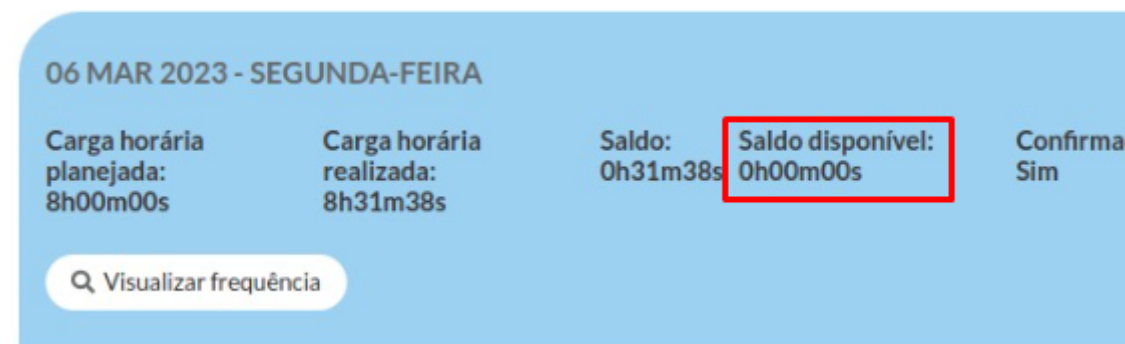 06 MAR 2023 - SEGUNDA-FEIRA
Carga horária
planejada:
8h00m00s
Carga horária
realizada:
8h31m38s
Saldo:
0h31m38s
Saldo disponível:
0h00m00s
Confirma
Sim
Visualizar frequência